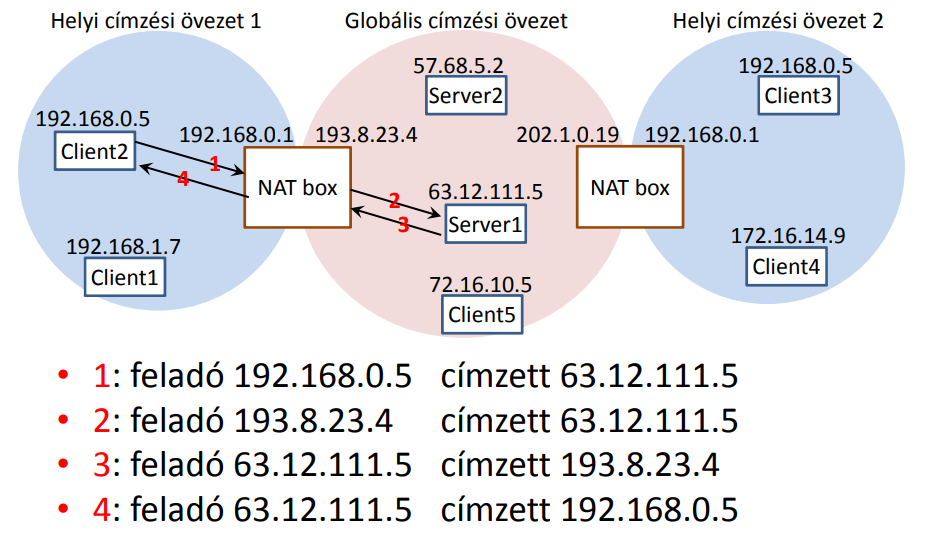 Helyi címzési övezet 1
Globális címzési övezet
Helyi címzési övezet 2
57.68.5.2
Server2
192.168.0.5
Client3
192.168.0.5
Client2
192.168.0.1
193.8.23.4
202.1.0.19
192.168.0.1
1
4
NAT box
2
3
63.12.111.5
Server1
NAT box
192.168.1.7
Client1
72.16.10.5
Client5
172.16.14.9
Client4
• 1: feladó 192.168.0.5 címzett 63.12.111.5
• 2: feladó 193.8.23.4 címzett 63.12.111.5
• 3: feladó 63.12.111.5 címzett 193.8.23.4
• 4: feladó 63.12.111.5 címzett 192.168.0.5